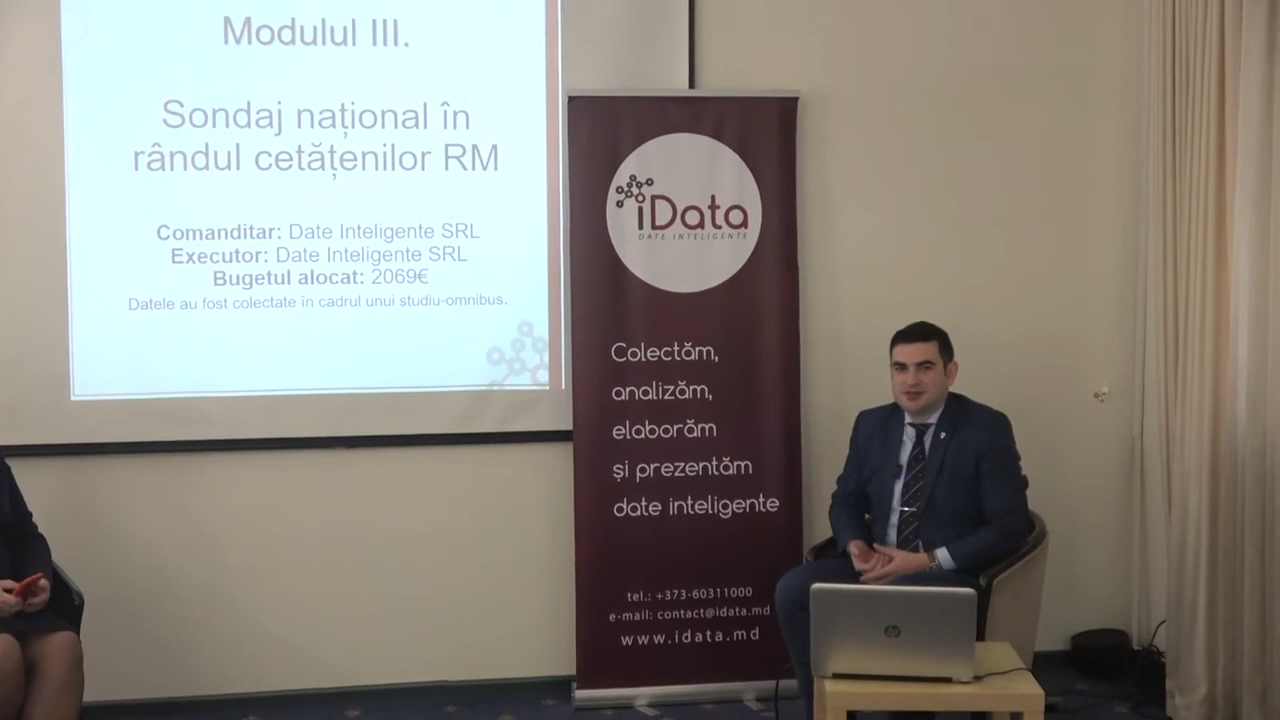 Modulul III.
Sondaj național în
rândul cetățenilor RM
Comanditar: Date Inteligente SRL
Executor: Date Inteligente SRL
Bugetul alocat: 2069€
Datele au fost colectate în cadrul unui studiu-omnibus.
iData
DATE INTELIGENTE
Colectăm,
analizăm,
elaborăm
și prezentăm
date inteligente
tel.: +373-60311000
e-mail: contact@idata.md
www.idata.md
hp